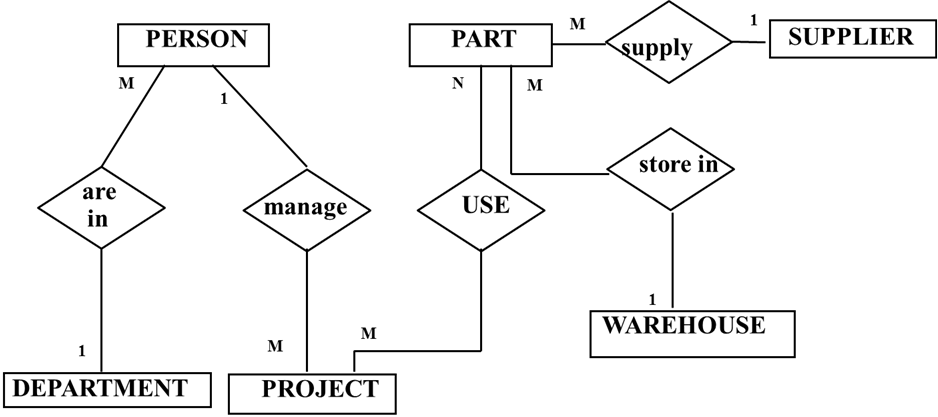 PERSON
PART
M
supply
1
SUPPLIER
M
1
N
M
are
in
manage
USE
store in
1
M
1
M
WAREHOUSE
DEPARTMENT
PROJECT